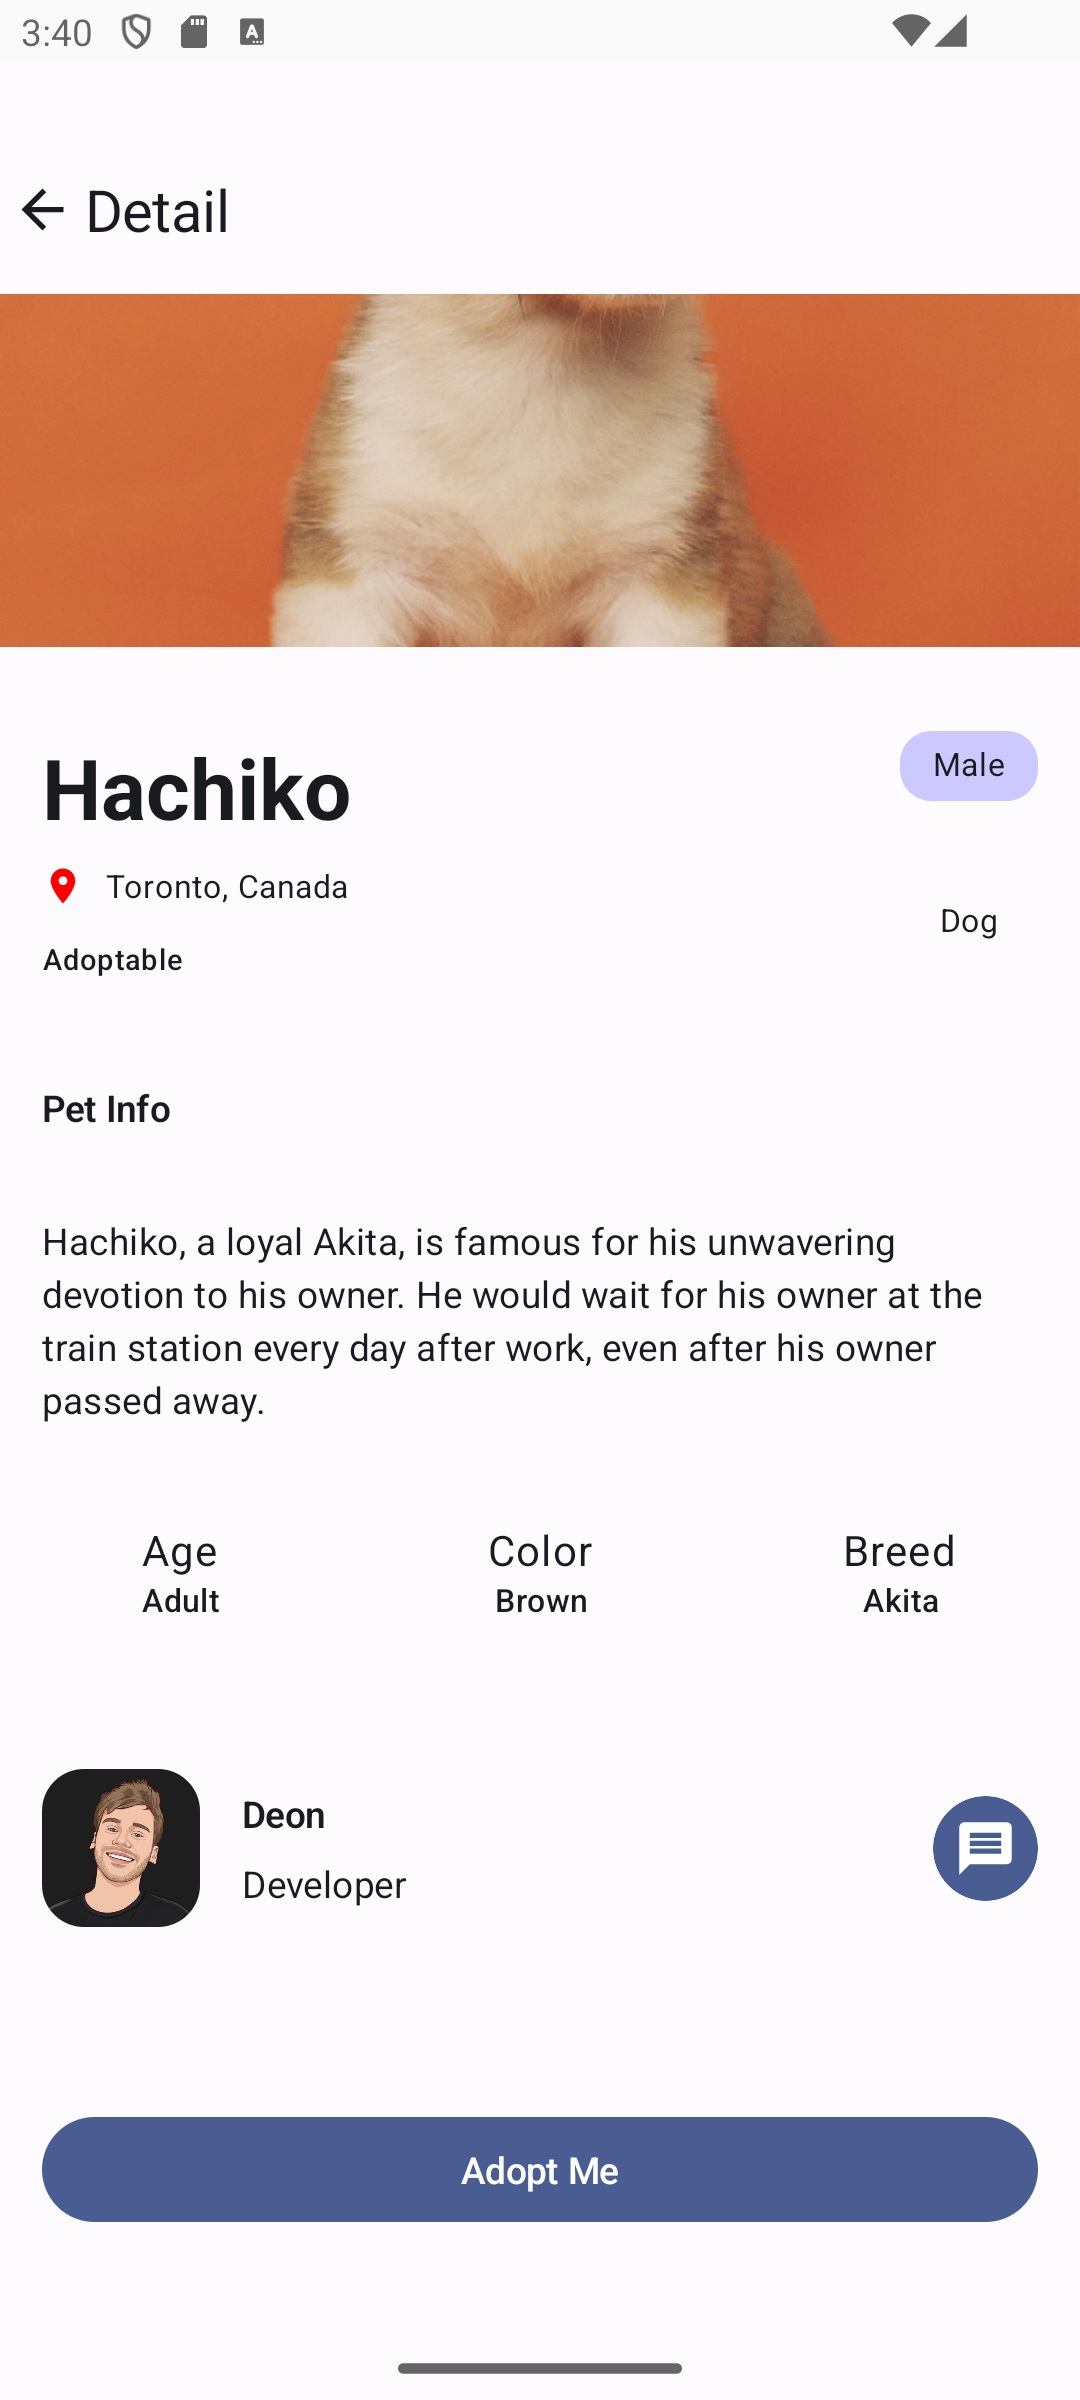 3:40
Detail
Hachiko
Male
Toronto, Canada
Dog
Adoptable
Pet Info
Hachiko, a loyal Akita, is famous for his unwavering
devotion to his owner. He would wait for his owner at the
train station every day after work, even after his owner
passed away.
Age
Color
Breed
Adult
Brown
Akita
Deon
Developer
Adopt Me